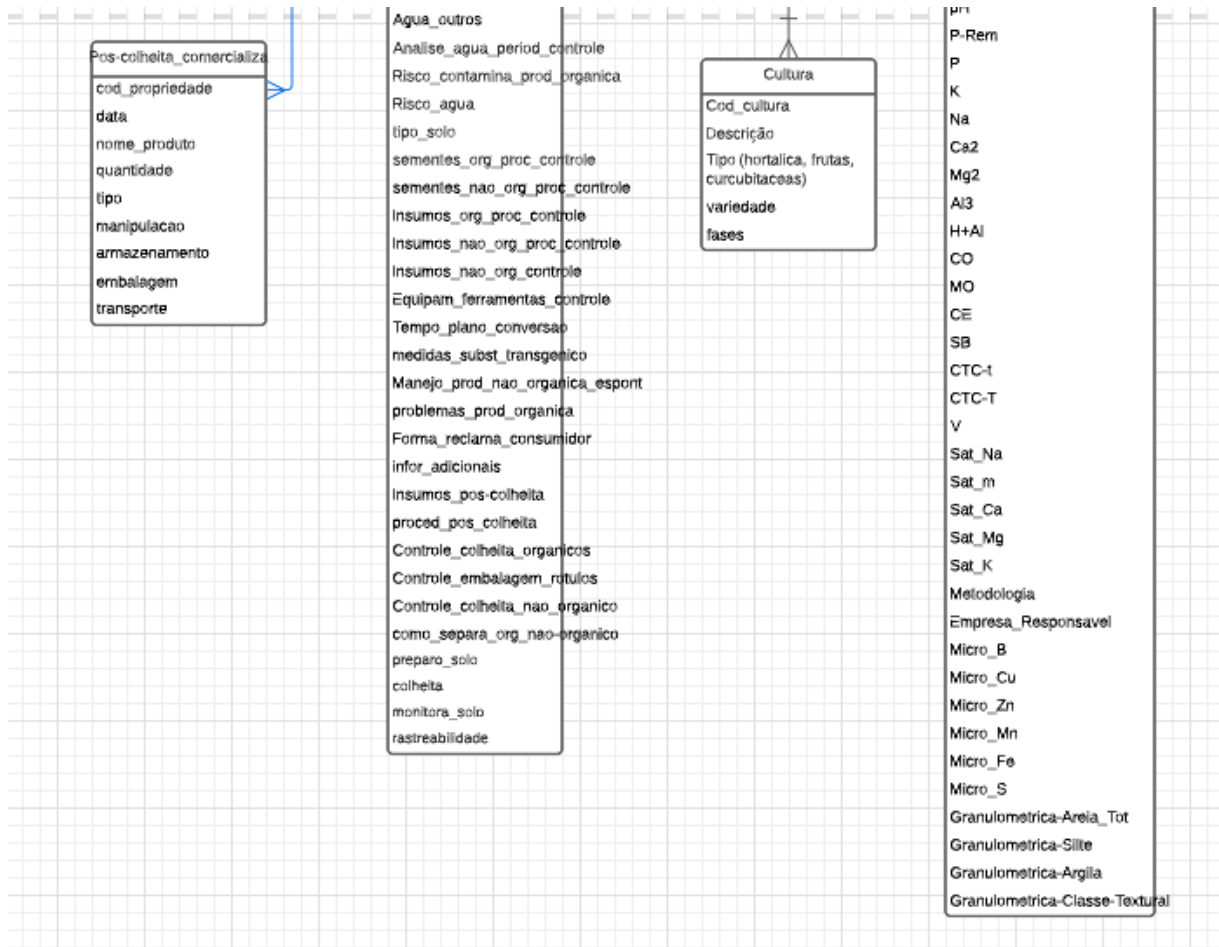 Pos-colheita_comercializa
cod_propriedade
data
nome_produto
quantidade
tipo
manipulacao
armazenamento
embalagem
transporte
Agua_outros
Analise_agua_period_controle
Risco_contamina_prod_organica
Risco_agua
tipo_solo
sementes_org_proc_controle
sementes_nao_org_proc_controle
Insumos_org_proc_controle
Insumos_nao_org_proc_controle
Insumos_nao_org_controle
Equipam_ferramentas_controle
Tempo_plano_conversao
medidas_subst_transgenico
Manejo_prod_nao_organica_espont
problemas_prod_organica
Forma_reclama_consumidor
infor_adicionais
Insumos_pos-colheita
proced_pos_colheita
Controle_colheita_organicos
Controle_embalagem_rotulos
Controle_colheita_nao_organico
como_separa_org_nao-organico
preparo_solo
colheita
monitora_solo
rastreabilidade
Cultura
Cod_cultura
Descrição
Tipo (hortalica, frutas,
curcubitaceas)
variedade
fases
pH
P-Rem
P
K
Na
Ca2
Mg2
Al3
H+Al
CO
MO
CE
SB
CTC-t
CTC-T
V
Sat_Na
Sat_m
Sat_Ca
Sat_Mg
Sat_K
Metodologia
Empresa_Responsavel
Micro_B
Micro_Cu
Micro_Zn
Micro_Mn
Micro_Fe
Micro_S
Granulometrica-Areia_Tot
Granulometrica-Silte
Granulometrica-Argila
Granulometrica-Classe-Textural